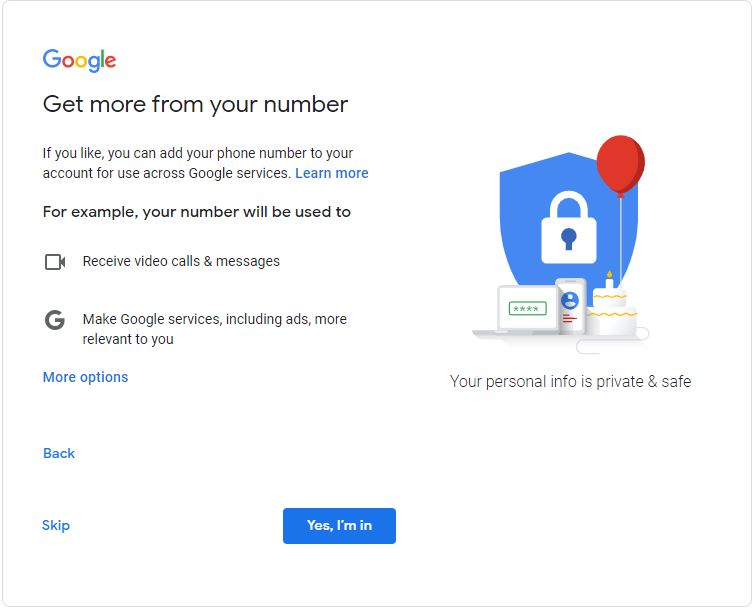 Google
Get more from your number
If you like, you can add your phone number to your
account for use across Google services. Learn more
For example, your number will be used to
Receive video calls & messages
G
Make Google services, including ads, more
relevant to you
More options
Back
Skip
Yes, I'm in
****
Your personal info is private & safe